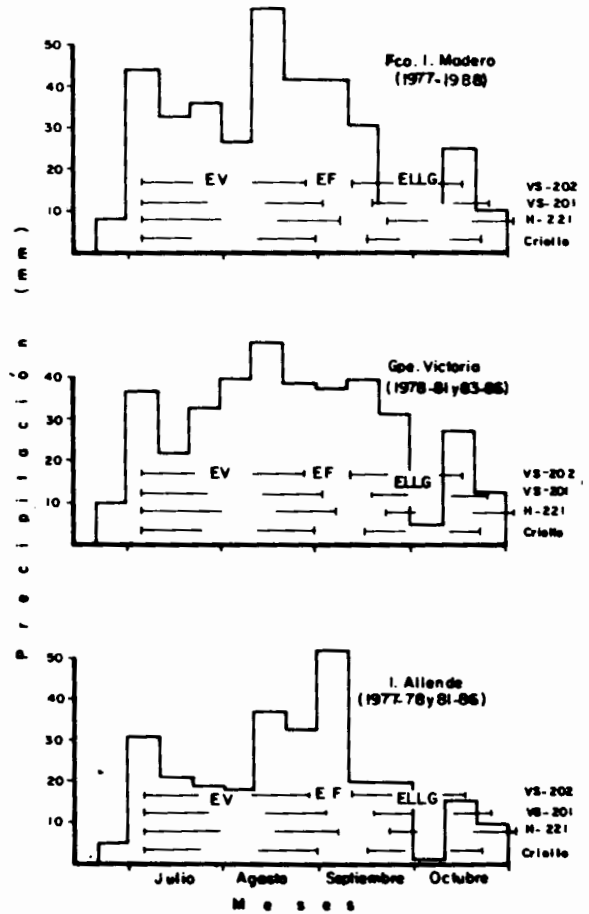 50
40
30
20
10
Fco. I. Madero
(1977-1988)
EV EF ELLG
VS-202
VS-201
H-221
Criollo
40
30
20
10
Gpe. Victoria
(1978-81 y 83-86)
EV EF ELLG
VS-202
VS-201
H-221
Criollo
50
40
30
20
10
I. Allende
(1977-78 y 81-86)
EV EF ELLG
VS-202
VS-201
H-221
Criollo
Precipitación (mm)
Julio Agosto Septiembre Octubre
Meses